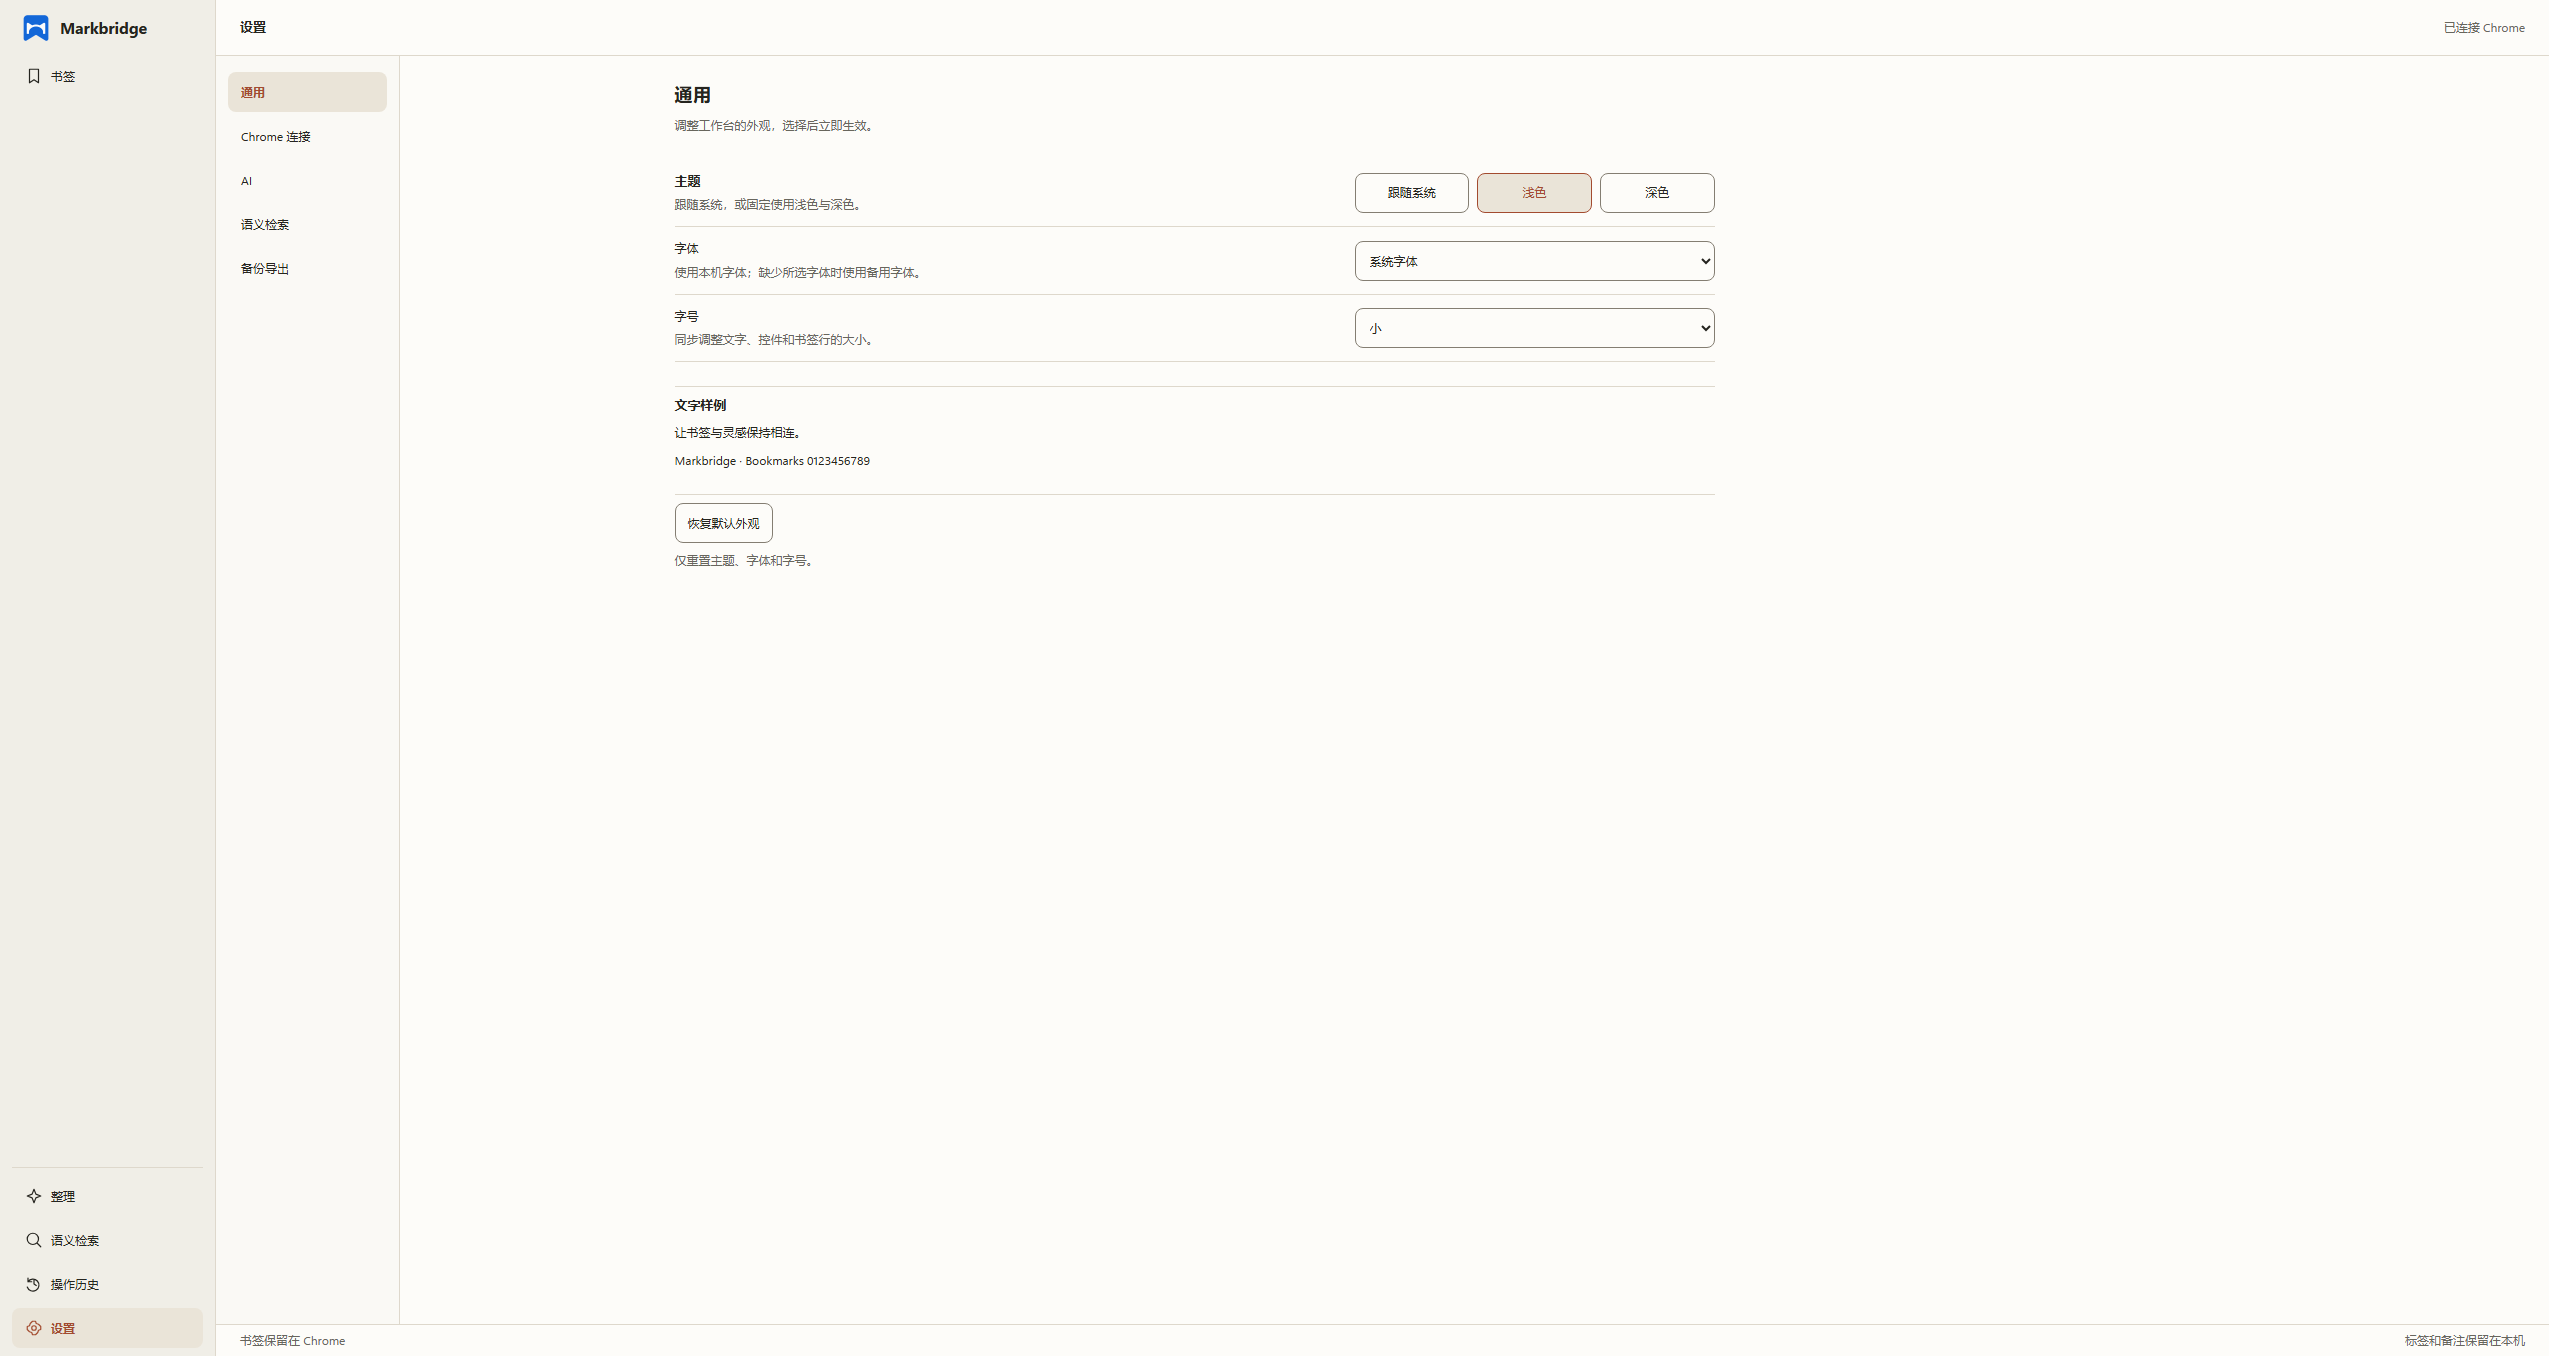 Markbridge
书签
整理
语义检索
操作历史
设置
设置
已连接 Chrome
通用
Chrome 连接
AI
语义检索
备份导出
通用
调整工作台的外观，选择后立即生效。
主题
跟随系统，或固定使用浅色与深色。
跟随系统
浅色
深色
字体
使用本机字体；缺少所选字体时使用备用字体。
系统字体
字号
同步调整文字、控件和书签行的大小。
小
文字样例
让书签与灵感保持相连。
Markbridge · Bookmarks 0123456789
恢复默认外观
仅重置主题、字体和字号。
书签保留在 Chrome
标签和备注保留在本机